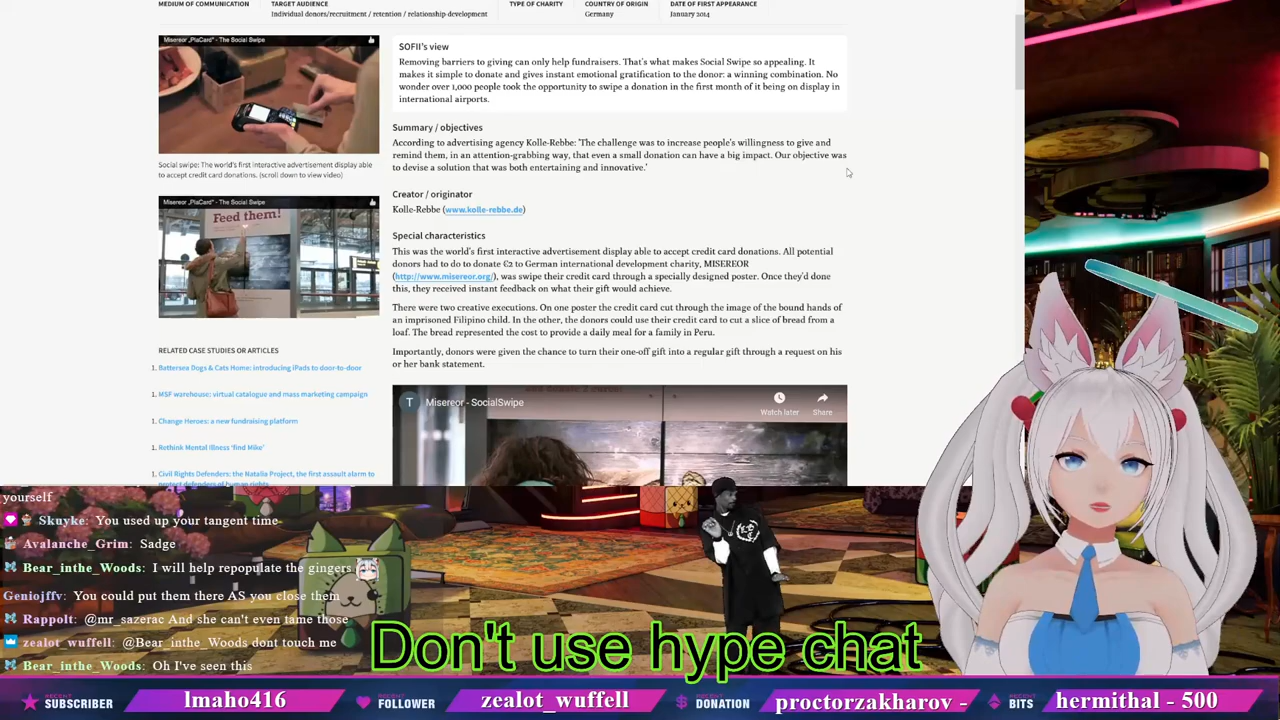 MEDIUM OF COMMUNICATION
TARGET AUDIENCE
Individual donors/recruitment / retention / relationship-development
TYPE OF CHARITY
COUNTRY OF ORIGIN
Germany
DATE OF FIRST APPEARANCE
January 2014
Misereor „PlaCard" - The Social Swipe
Social swipe: The world's first interactive advertisement display able
to accept credit card donations. (scroll down to view video)
Misereor „PlaCard" - The Social Swipe
Feed them!
RELATED CASE STUDIES OR ARTICLES
1. Battersea Dogs & Cats Home: introducing iPads to door-to-door
1. MSF warehouse: virtual catalogue and mass marketing campaign
1. Change Heroes: a new fundraising platform
1. Rethink Mental Illness 'find Mike'
1. Civil Rights Defenders: the Natalia Project, the first assault alarm to
protect defenders of human rights
SOFII's view
Removing barriers to giving can only help fundraisers. That's what makes Social Swipe so appealing. It
makes it simple to donate and gives instant emotional gratification to the donor: a winning combination. No
wonder over 1,000 people took the opportunity to swipe a donation in the first month of it being on display in
international airports.
Summary / objectives
According to advertising agency Kolle-Rebbe: 'The challenge was to increase people's willingness to give and
remind them, in an attention-grabbing way, that even a small donation can have a big impact. Our objective was
to devise a solution that was both entertaining and innovative.'
Creator / originator
Kolle-Rebbe (www.kolle-rebbe.de)
Special characteristics
This was the world's first interactive advertisement display able to accept credit card donations. All potential
donors had to do to donate €2 to German international development charity, MISEREOR
(http://www.misereor.org/), was swipe their credit card through a specially designed poster. Once they'd done
this, they received instant feedback on what their gift would achieve.
There were two creative executions. On one poster the credit card cut through the image of the bound hands of
an imprisoned Filipino child. In the other, the donors could use their credit card to cut a slice of bread from a
loaf. The bread represented the cost to provide a daily meal for a family in Peru.
Importantly, donors were given the chance to turn their one-off gift into a regular gift through a request on his
or her bank statement.
T Misereor - SocialSwipe
Watch later
Share
yourself
Skuyke: You used up your tangent time
Avalanche_Grim: Sadge
Bear_inthe_Woods: I will help repopulate the gingers
Geniojffv: You could put them there AS you close them
Rappolt: @mr_sazerac And she can't even tame those
zealot_wuffell: @Bear_inthe_Woods dont touch me
Bear_inthe_Woods: Oh I've seen this
Don't use hype chat
RECENT SUBSCRIBER lmaho416
RECENT FOLLOWER zealot_wuffell
RECENT DONATION proctorzakharov -
RECENT BITS hermithal - 500